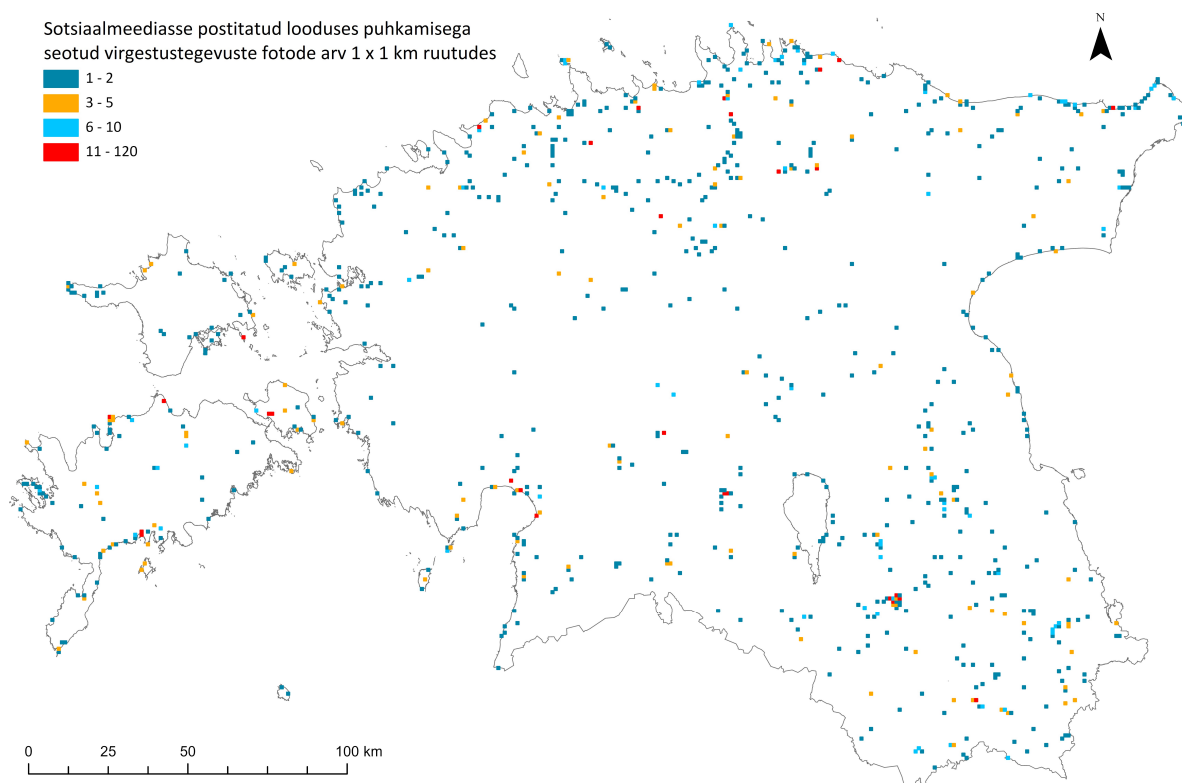 Sotsiaalmeediasse postitatud looduses puhkamisega
seotud virgestustegevuste fotode arv 1 x 1 km ruutudes
1 - 2
3 - 5
6 - 10
11 - 120
N
0 25 50 100 km